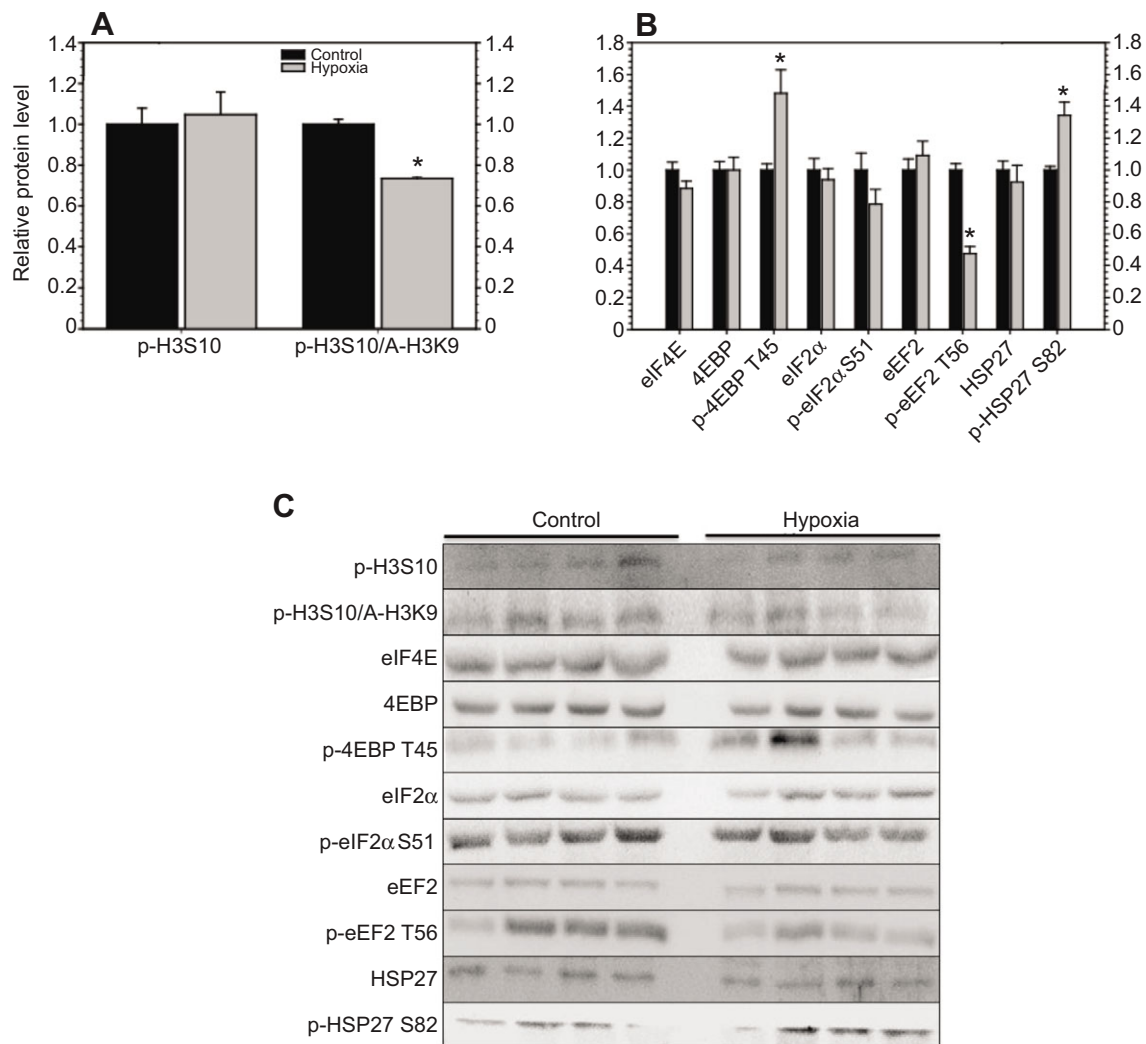 A
Relative protein level
1.4
1.2
1.0
0.8
0.6
0.4
0.2
0
Control
Hypoxia
1.4
1.2
1.0
0.8
0.6
0.4
0.2
0
*
p-H3S10
p-H3S10/A-H3K9
B
1.8
1.6
1.4
1.2
1.0
0.8
0.6
0.4
0.2
0
*
*
*
1.8
1.6
1.4
1.2
1.0
0.8
0.6
0.4
0.2
0
eIF4E
4EBP
p-4EBP T45
eIF2α
p-eIF2α S51
eEF2
p-eEF2 T56
HSP27
p-HSP27 S82
C
Control
Hypoxia
p-H3S10
p-H3S10/A-H3K9
eIF4E
4EBP
p-4EBP T45
eIF2α
p-eIF2α S51
eEF2
p-eEF2 T56
HSP27
p-HSP27 S82